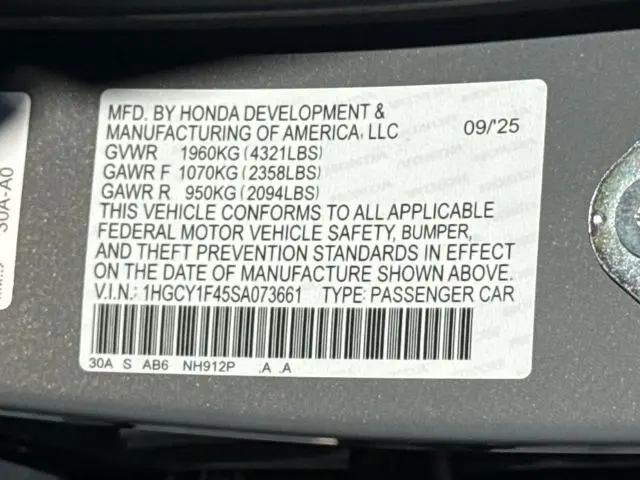 MFD. BY HONDA DEVELOPMENT &
MANUFACTURING OF AMERICA, LLC 09/'25
GVWR 1960KG (4321LBS)
GAWR F 1070KG (2358LBS)
GAWR R 950KG (2094LBS)
THIS VEHICLE CONFORMS TO ALL APPLICABLE
FEDERAL MOTOR VEHICLE SAFETY, BUMPER,
AND THEFT PREVENTION STANDARDS IN EFFECT
ON THE DATE OF MANUFACTURE SHOWN ABOVE.
V.I.N.: 1HGCY1F45SA073661 TYPE: PASSENGER CAR
30A S AB6 NH912P .A .A
30A-A0